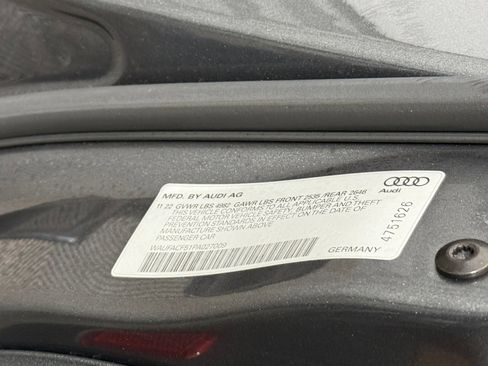 MFD. BY AUDI AG
11 22 GVWR LBS 4982 GAWR LBS FRONT 2535 /REAR 2646
THIS VEHICLE CONFORMS TO ALL APPLICABLE U.S.
FEDERAL MOTOR VEHICLE SAFETY, BUMPER AND THEFT
PREVENTION STANDARDS IN EFFECT ON THE DATE OF
MANUFACTURE SHOWN ABOVE
PASSENGER CAR
WAUFACF51PA027009
GERMANY
Audi
4751626